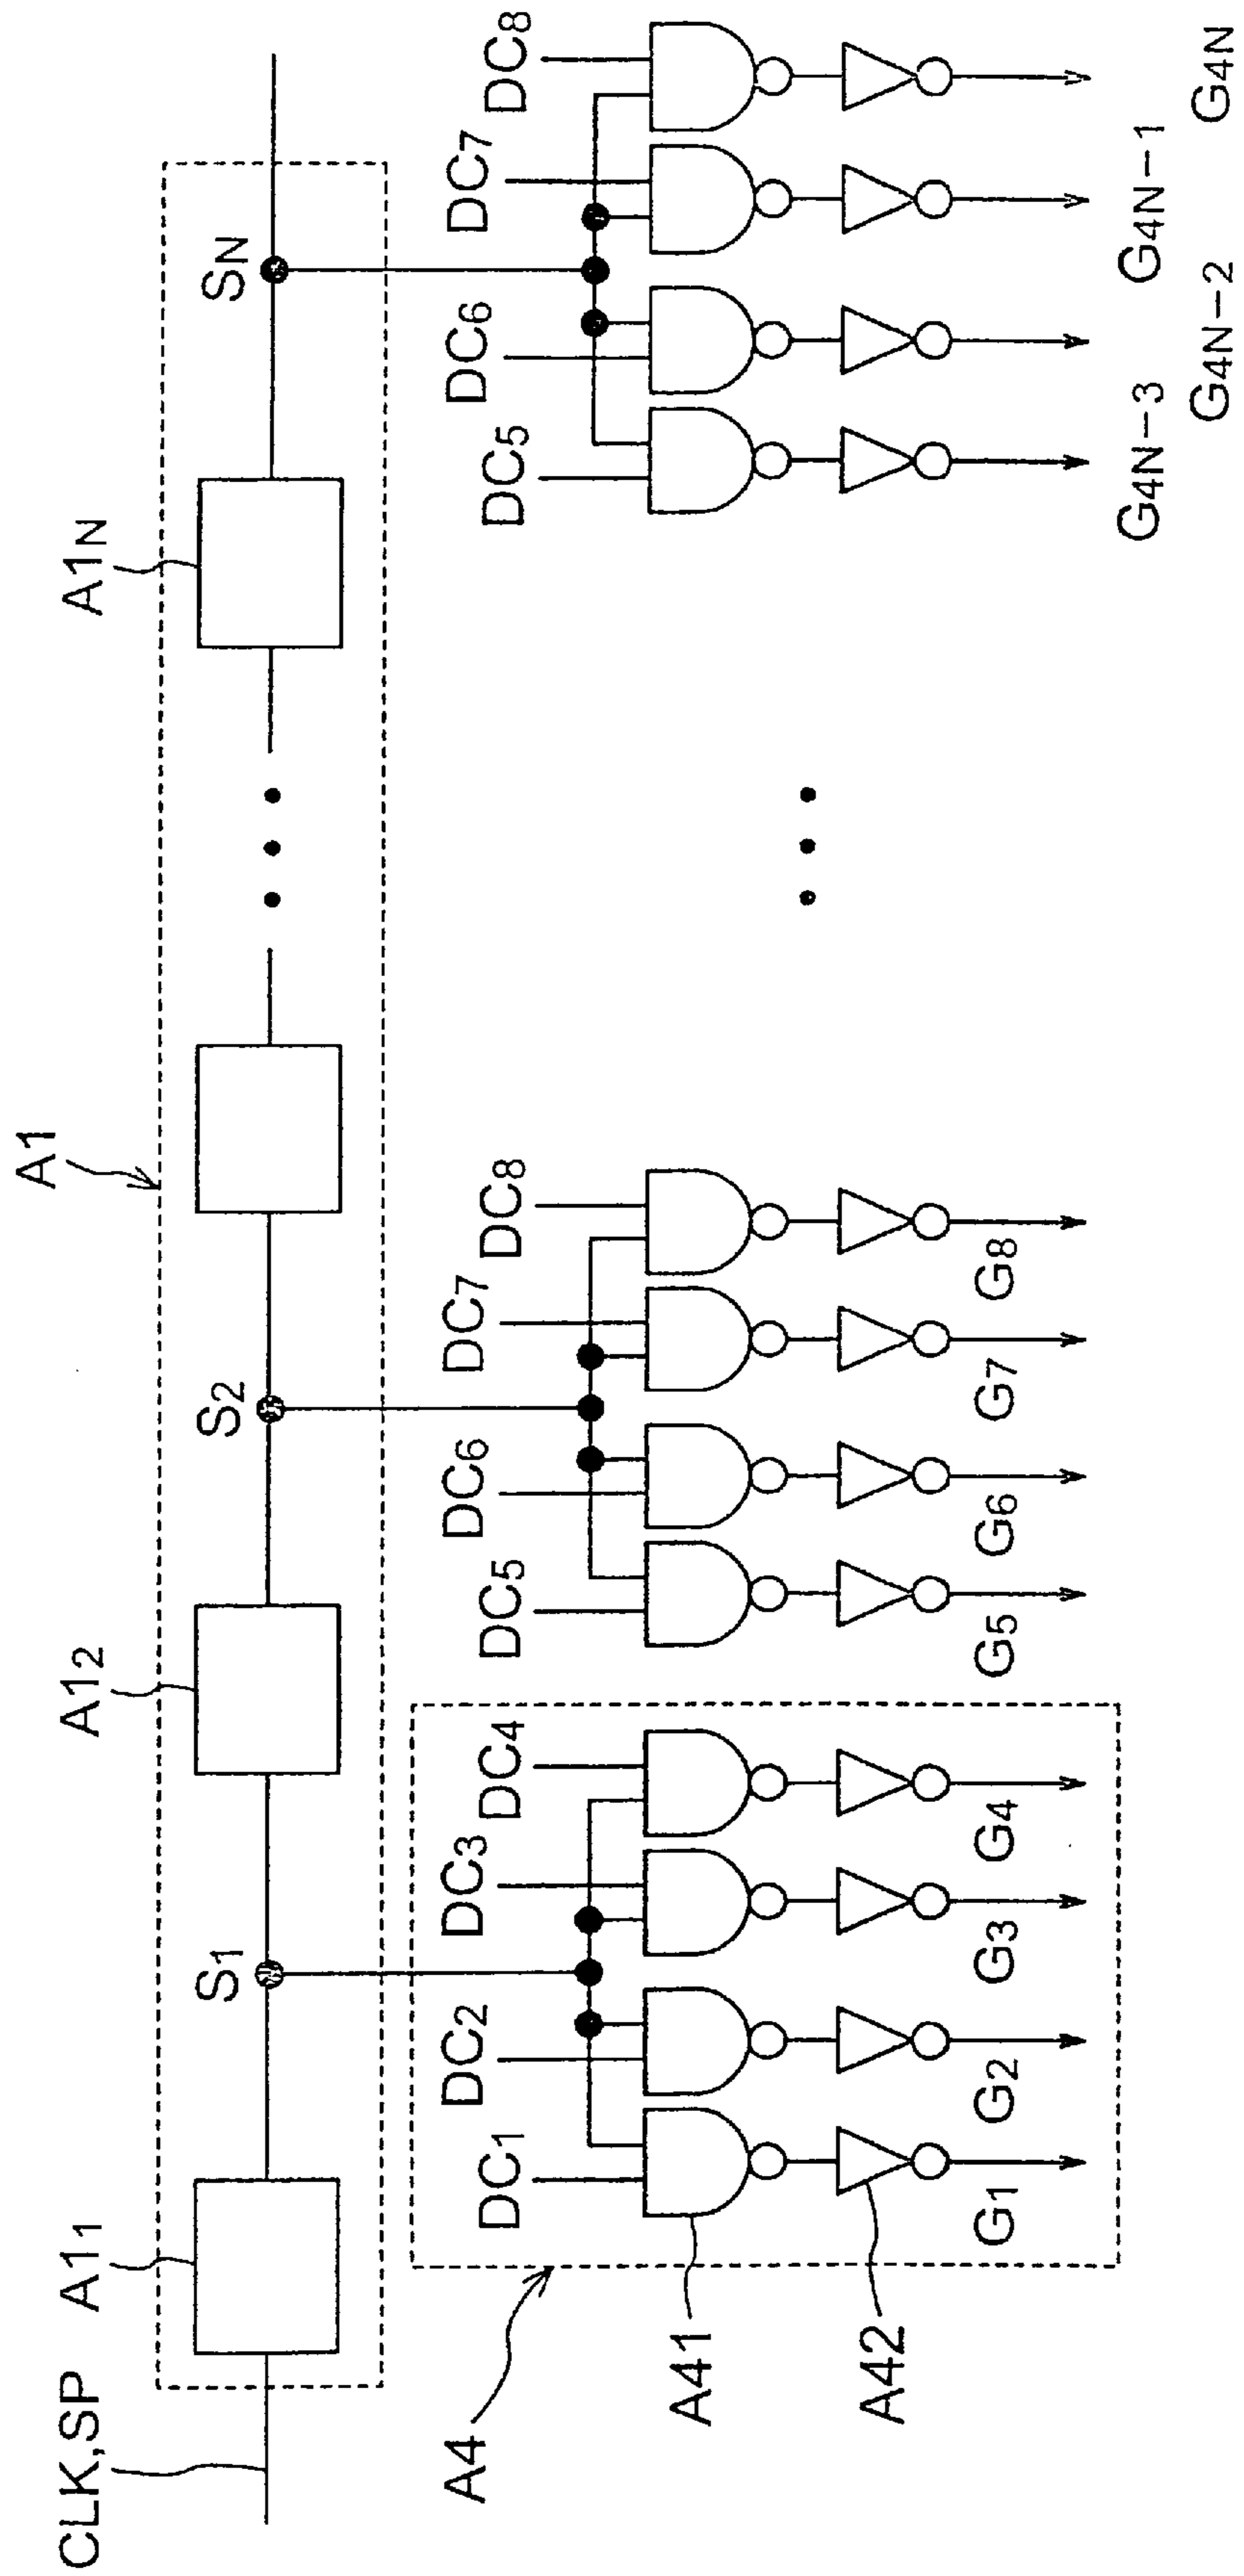 A1
CLK,SP
A11
A12
A1N
S1
S2
SN
DC1
DC2
DC3
DC4
DC5
DC6
DC7
DC8
DC5
DC6
DC7
DC8
A4
A41
A42
G1
G2
G3
G4
G5
G6
G7
G8
G4N-3
G4N-2
G4N-1
G4N